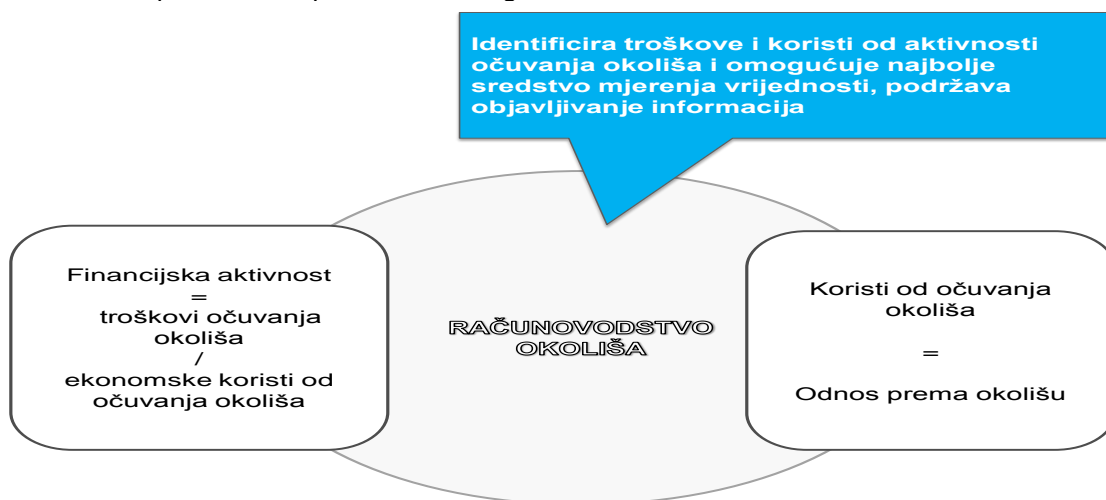 Identificira troškove i koristi od aktivnosti
očuvanja okoliša i omogućuje najbolje
sredstvo mjerenja vrijednosti, podržava
objavljivanje informacija
Financijska aktivnost
=
troškovi očuvanja
okoliša
/
ekonomske koristi od
očuvanja okoliša
RAČUNOVODSTVO
OKOLIŠA
Koristi od očuvanja
okoliša
=
Odnos prema okolišu